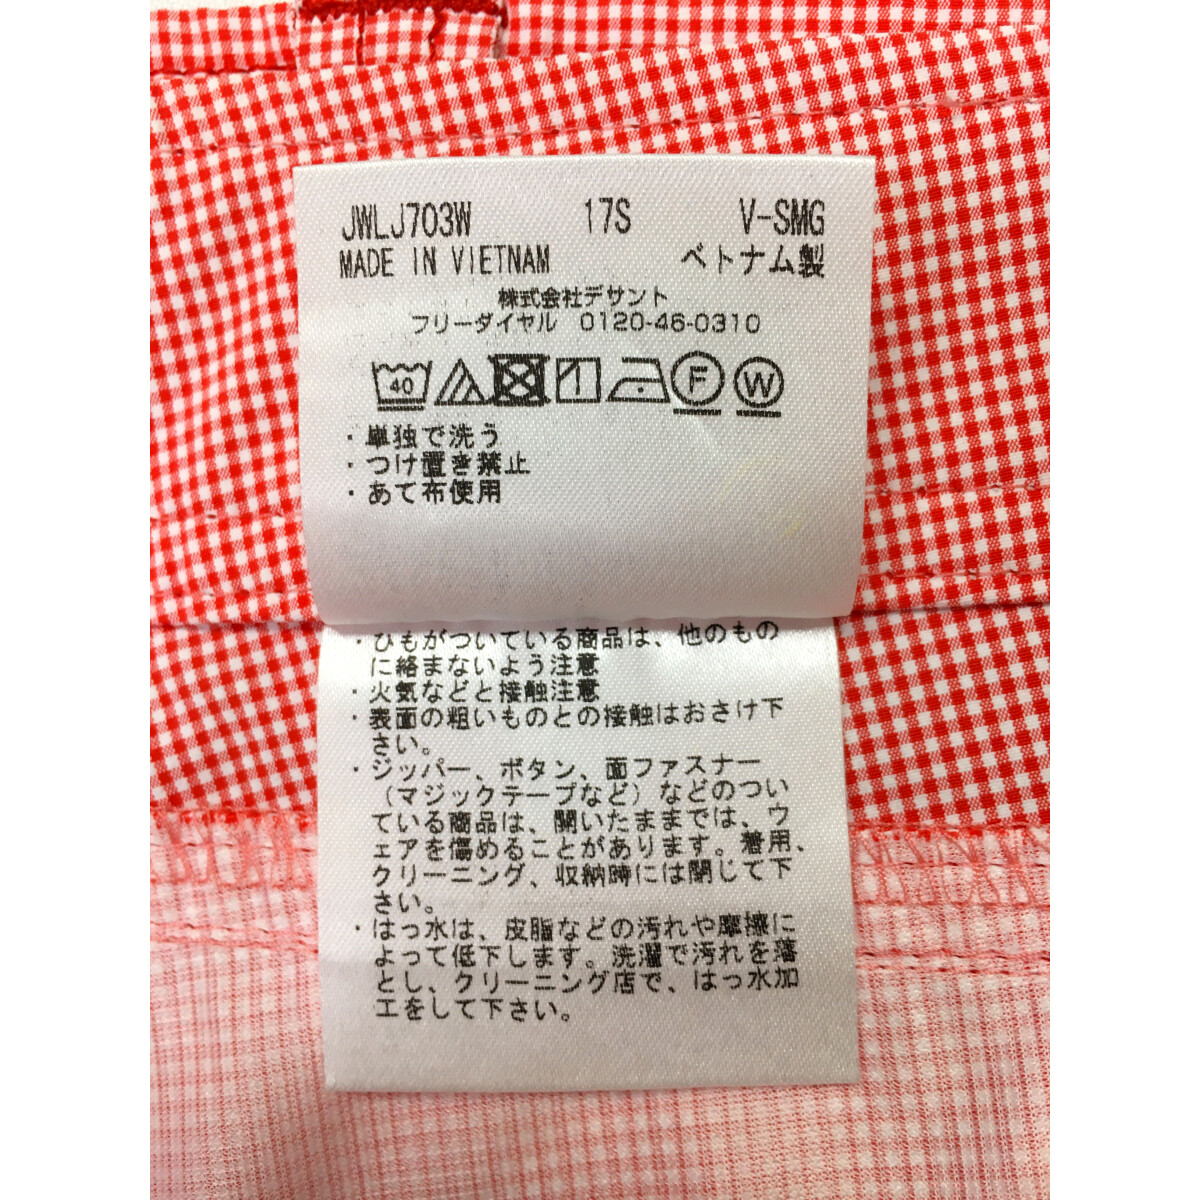 JWLJ703W 17S V-SMG
MADE IN VIETNAM ベトナム製
株式会社デサント
フリーダイヤル 0120-46-0310
40 F W
・単独で洗う
・つけ置き禁止
・あて布使用
・ひもがついている商品は、他のもの
に絡まないよう注意
・火気などと接触注意
・表面の粗いものとの接触はおさけ下
さい。
・ジッパー、ボタン、面ファスナー
（マジックテープなど）などのつい
ている商品は、開いたままでは、ウ
ェアを傷めることがあります。着用、
クリーニング、収納時には閉じて下
さい。
・はっ水は、皮脂などの汚れや摩擦に
よって低下します。洗濯で汚れを落
とし、クリーニング店で、はっ水加
工をして下さい。